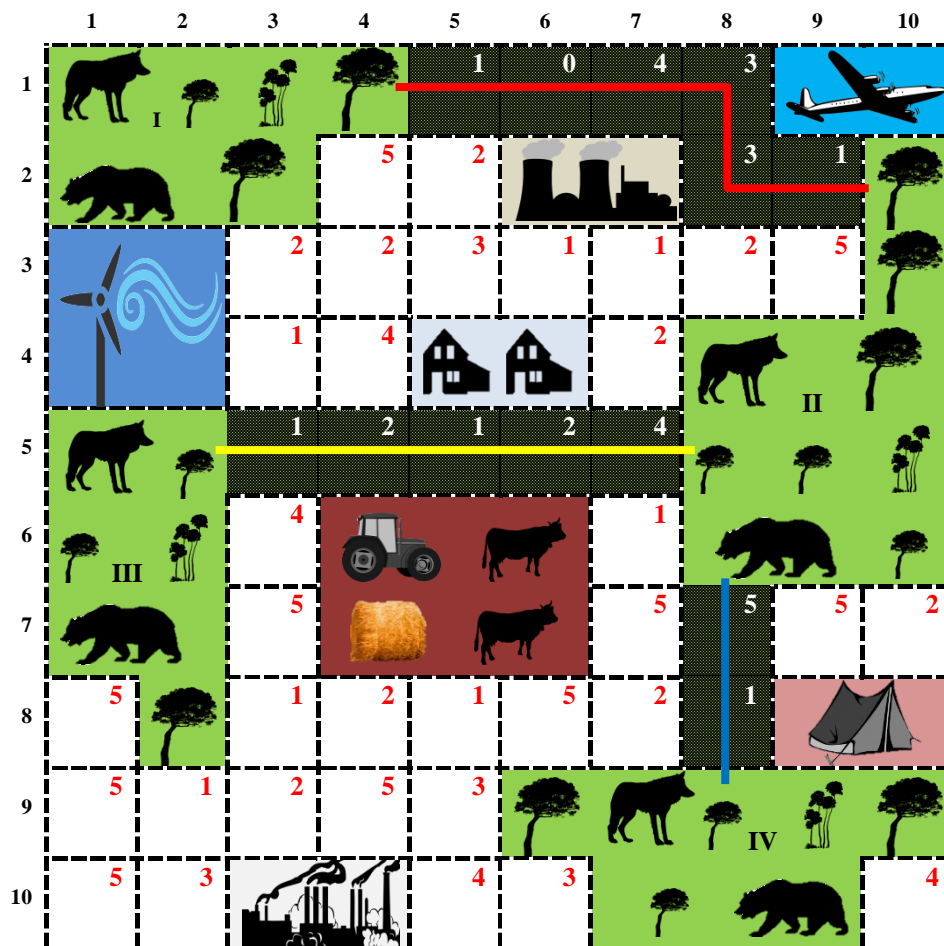 1 2 3 4 5 6 7 8 9 10
1 1 0 4 3
I
2 5 2 3 1
3 2 2 3 1 1 2 5
4 1 4 2
II
5 1 2 1 2 4
6 4 1
III
7 5 5 5 5 2
8 5 1 2 1 5 2 1
9 5 1 2 5 3
IV
10 5 3 4 3 4